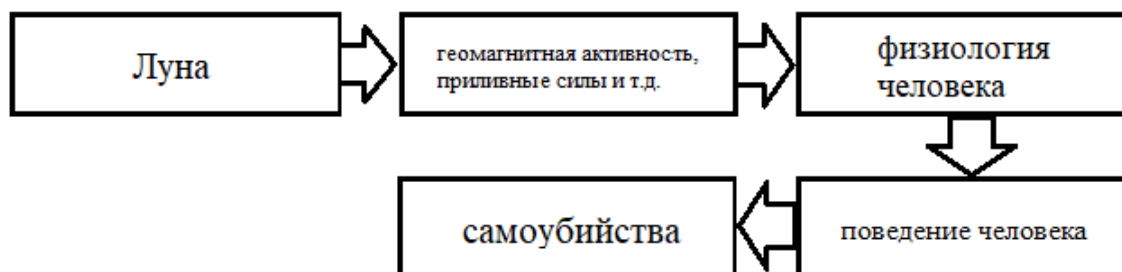 Луна
геомагнитная активность,
приливные силы и т.д.
физиология
человека
самоубийства
поведение человека